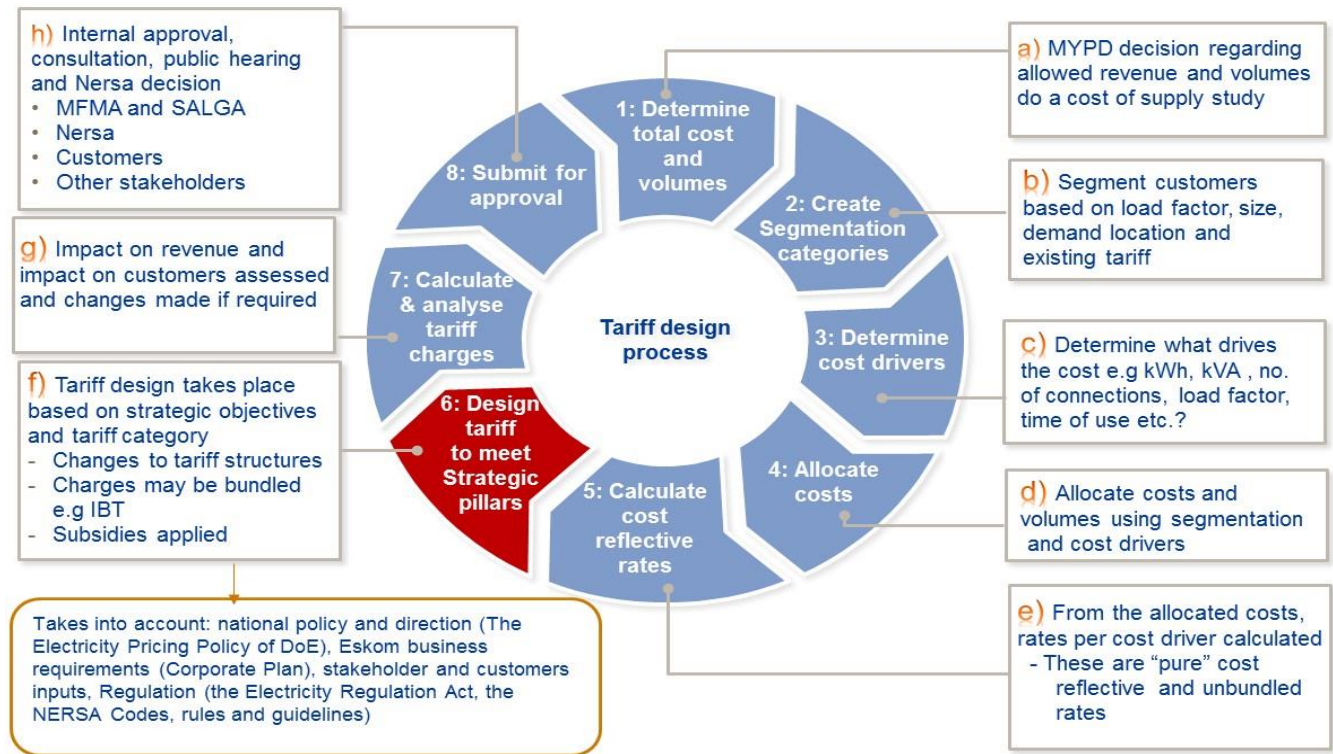 h) Internal approval,
consultation, public hearing
and Nersa decision
• MFMA and SALGA
• Nersa
• Customers
• Other stakeholders
g) Impact on revenue and
impact on customers assessed
and changes made if required
f) Tariff design takes place
based on strategic objectives
and tariff category
- Changes to tariff structures
- Charges may be bundled
e.g IBT
- Subsidies applied
Takes into account: national policy and direction (The
Electricity Pricing Policy of DoE), Eskom business
requirements (Corporate Plan), stakeholder and customers
inputs, Regulation (the Electricity Regulation Act, the
NERSA Codes, rules and guidelines)
Tariff design
process
1: Determine
total cost
and
volumes
2: Create
Segmentation
categories
3: Determine
cost drivers
4: Allocate
costs
5: Calculate
cost
reflective
rates
6: Design
tariff
to meet
Strategic
pillars
7: Calculate
& analyse
tariff
charges
8: Submit for
approval
a) MYPD decision regarding
allowed revenue and volumes
do a cost of supply study
b) Segment customers
based on load factor, size,
demand location and
existing tariff
c) Determine what drives
the cost e.g kWh, kVA , no.
of connections, load factor,
time of use etc.?
d) Allocate costs and
volumes using segmentation
and cost drivers
e) From the allocated costs,
rates per cost driver calculated
- These are “pure” cost
reflective and unbundled
rates